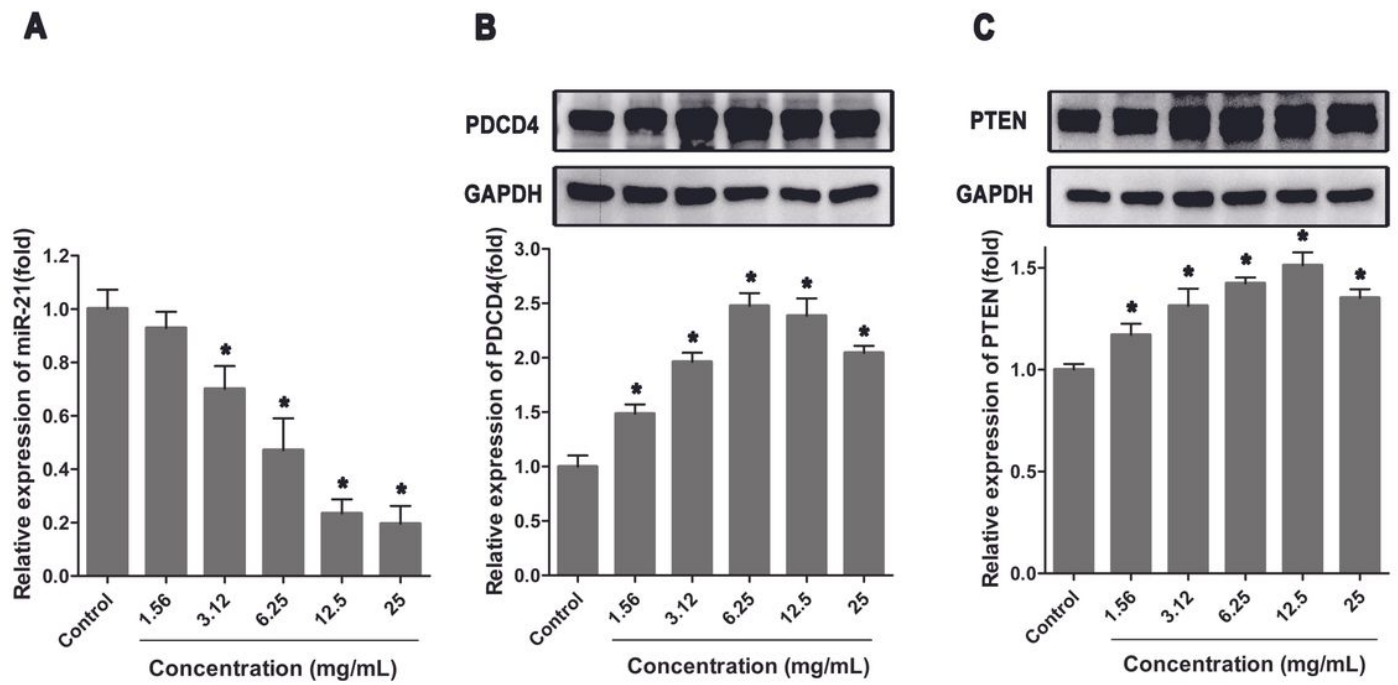 A
Relative expression of miR-21(fold)
1.2
1.0
0.8
0.6
0.4
0.2
0.0
*
*
*
*
Control
1.56
3.12
6.25
12.5
25
Concentration (mg/mL)
B
PDCD4
GAPDH
Relative expression of PDCD4(fold)
3.0
2.5
2.0
1.5
1.0
0.5
0.0
*
*
*
*
*
Control
1.56
3.12
6.25
12.5
25
Concentration (mg/mL)
C
PTEN
GAPDH
Relative expression of PTEN (fold)
1.5
1.0
0.5
0.0
*
*
*
*
*
Control
1.56
3.12
6.25
12.5
25
Concentration (mg/mL)